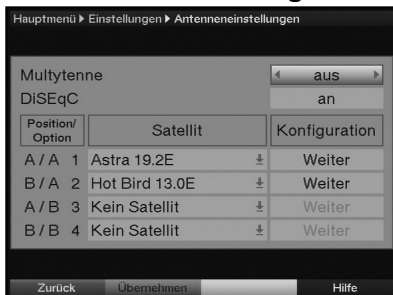 Hauptmenü ▶ Einstellungen ▶ Antenneneinstellungen
Multytenne aus
DiSEqC an
Position/ Option Satellit Konfiguration
A / A 1 Astra 19.2E Weiter
B / A 2 Hot Bird 13.0E Weiter
A / B 3 Kein Satellit Weiter
B / B 4 Kein Satellit Weiter
Zurück Übernehmen Hilfe